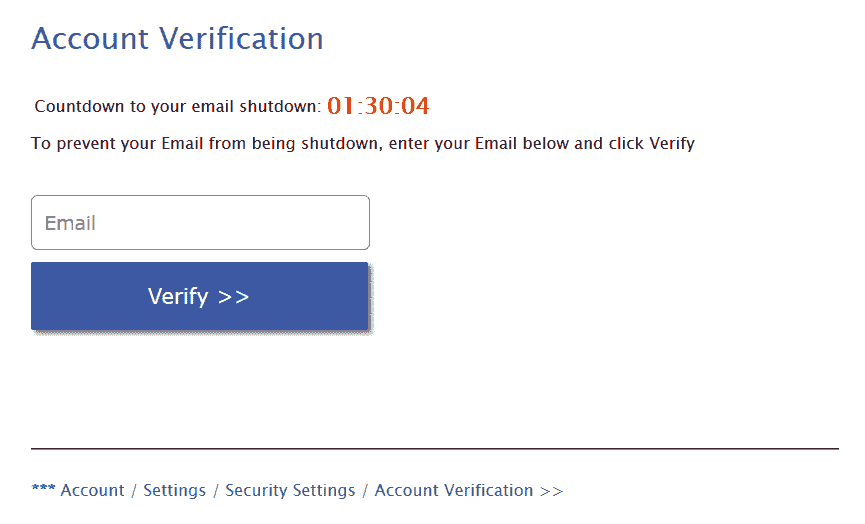 Account Verification
Countdown to your email shutdown: 01:30:04
To prevent your Email from being shutdown, enter your Email below and click Verify
Email
Verify >>
*** Account / Settings / Security Settings / Account Verification >>